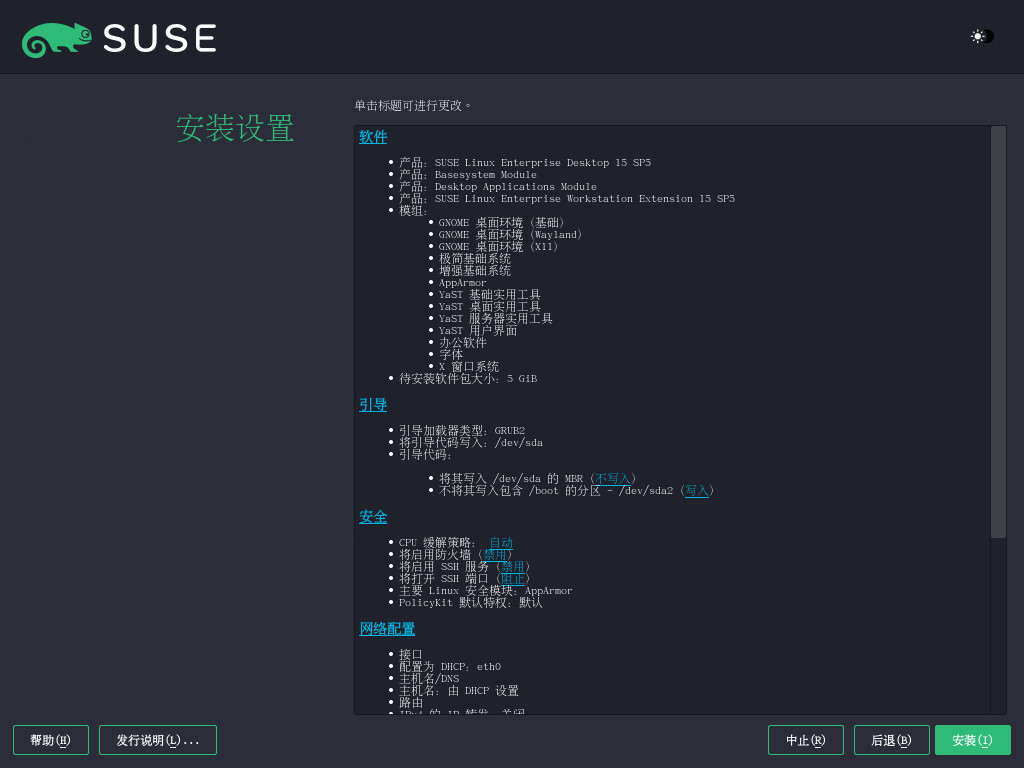 SUSE
安装设置
单击标题可进行更改。
软件
产品: SUSE Linux Enterprise Desktop 15 SP5
产品: Basesystem Module
产品: Desktop Applications Module
产品: SUSE Linux Enterprise Workstation Extension 15 SP5
模组:
GNOME 桌面环境（基础）
GNOME 桌面环境（Wayland）
GNOME 桌面环境（X11）
极简基础系统
增强基础系统
AppArmor
YaST 基础实用工具
YaST 桌面实用工具
YaST 服务器实用工具
YaST 用户界面
办公软件
字体
X 窗口系统
待安装软件包大小: 5 GiB
引导
引导加载器类型: GRUB2
将引导代码写入: /dev/sda
引导代码:
将其写入 /dev/sda 的 MBR（不写入）
不将其写入包含 /boot 的分区 - /dev/sda2（写入）
安全
CPU 缓解策略: 自动
将启用防火墙（禁用）
将启用 SSH 服务（禁用）
将打开 SSH 端口（阻止）
主要 Linux 安全模块: AppArmor
PolicyKit 默认特权: 默认
网络配置
接口
配置为 DHCP: eth0
主机名/DNS
主机名: 由 DHCP 设置
路由
帮助(H)
发行说明(L)...
中止(R)
后退(B)
安装(I)